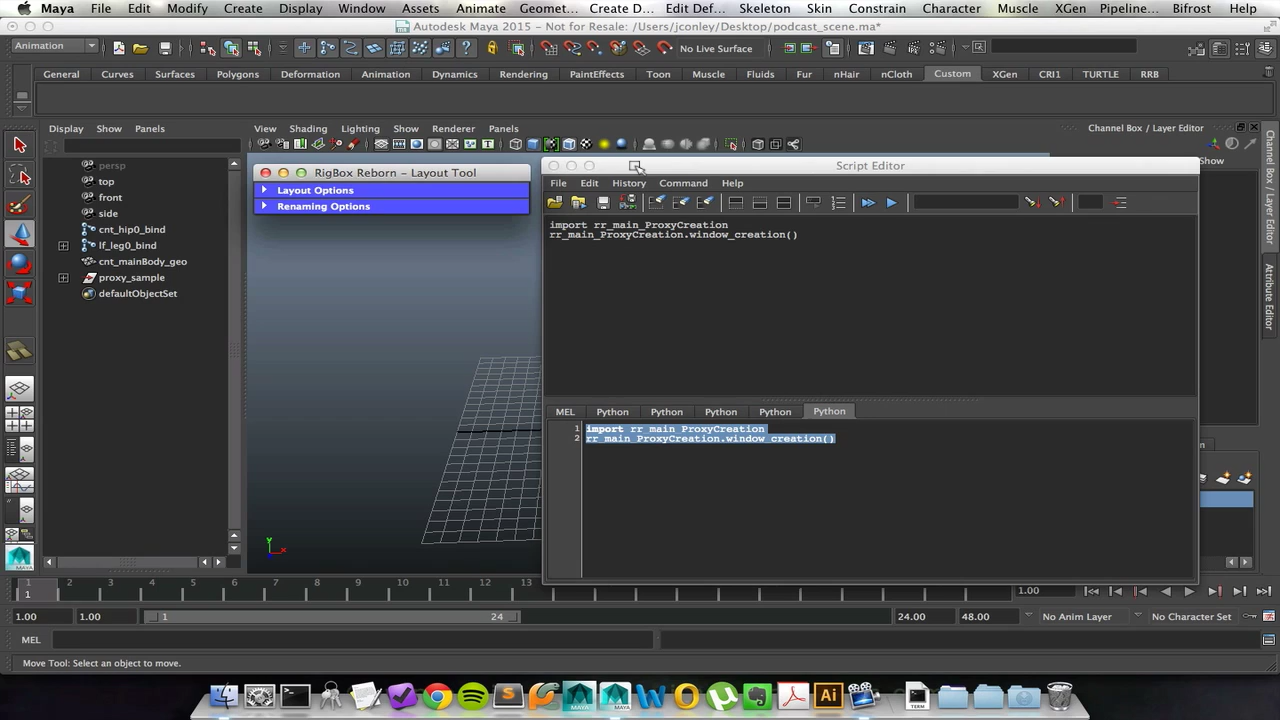 Maya File Edit Modify Create Display Window Assets Animate Geomet... Create D... Edit Def... Skeleton Skin Constrain Character Muscle XGen Pipeline... Bifrost Help
Autodesk Maya 2015 - Not for Resale: /Users/jconley/Desktop/podcast_scene.ma*
Animation
No Live Surface
General Curves Surfaces Polygons Deformation Animation Dynamics Rendering PaintEffects Toon Muscle Fluids Fur nHair nCloth Custom XGen CRI1 TURTLE RRB
Display Show Panels
View Shading Lighting Show Renderer Panels
Channel Box / Layer Editor
Show
persp
top
front
side
cnt_hip0_bind
lf_leg0_bind
cnt_mainBody_geo
proxy_sample
defaultObjectSet
RigBox Reborn - Layout Tool
Layout Options
Renaming Options
Script Editor
File Edit History Command Help
import rr_main_ProxyCreation
rr_main_ProxyCreation.window_creation()
MEL Python Python Python Python Python
1 import rr_main_ProxyCreation
2 rr_main_ProxyCreation.window_creation()
Channel Box / Layer Editor
Attribute Editor
y
x
1 2 3 4 5 6 7 8 9 10 11 12 13
1
1.00
1.00 1.00 1 24 24.00 48.00 No Anim Layer No Character Set
MEL
Move Tool: Select an object to move.
MAYA MAYA
Ai
TERM